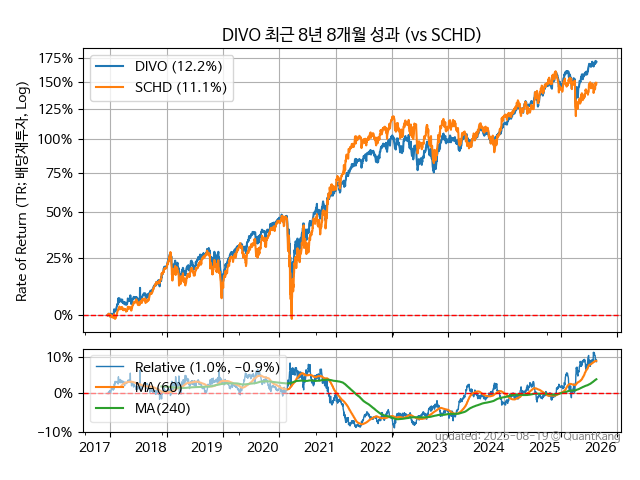 DIVO 최근 8년 8개월 성과 (vs SCHD)
Rate of Return (TR; 배당재투자, Log)
175%
150%
125%
100%
75%
50%
25%
0%
DIVO (12.2%)
SCHD (11.1%)
10%
0%
−10%
Relative (1.0%, −0.9%)
MA(60)
MA(240)
updated: 2025-08-19 © QuantKang
2017 2018 2019 2020 2021 2022 2023 2024 2025 2026